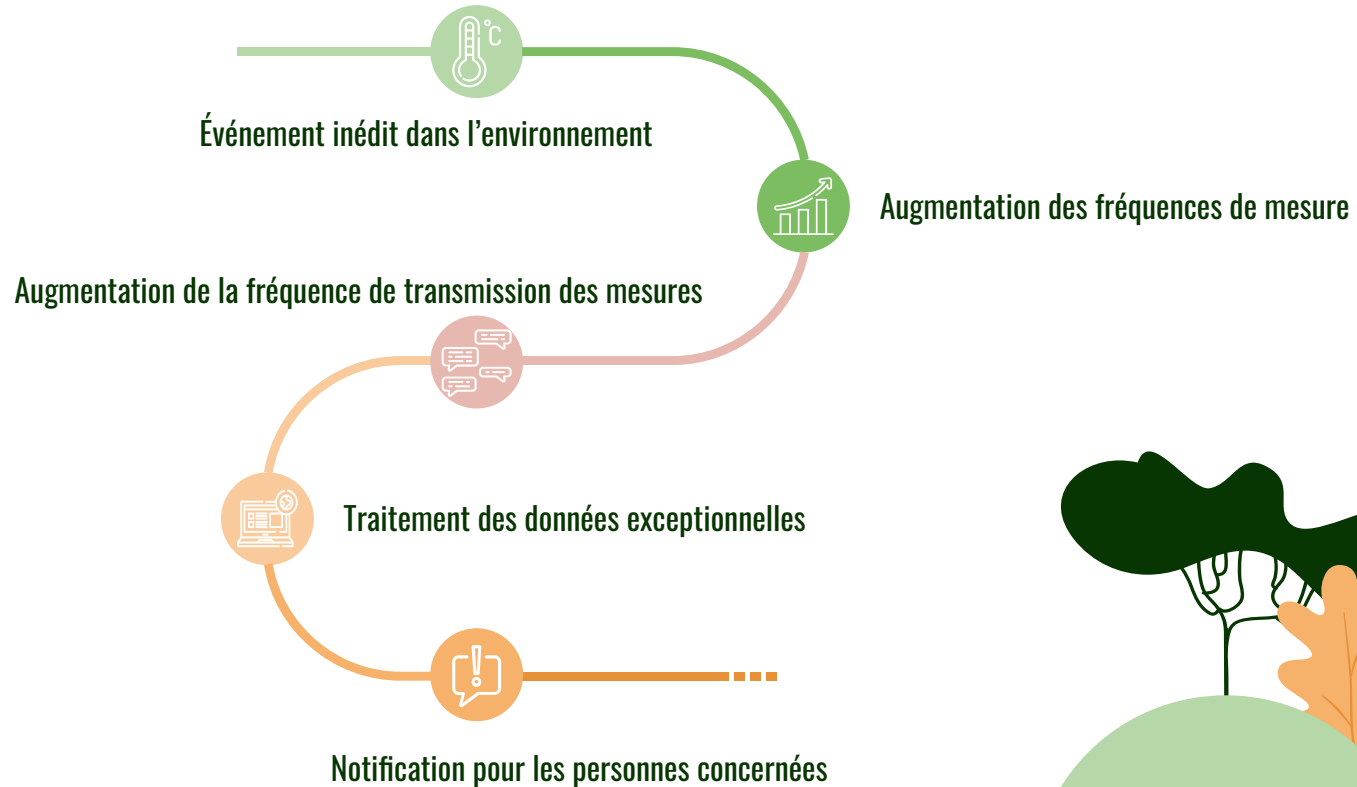 °C
Événement inédit dans l’environnement
Augmentation des fréquences de mesure
Augmentation de la fréquence de transmission des mesures
Traitement des données exceptionnelles
!
Notification pour les personnes concernées